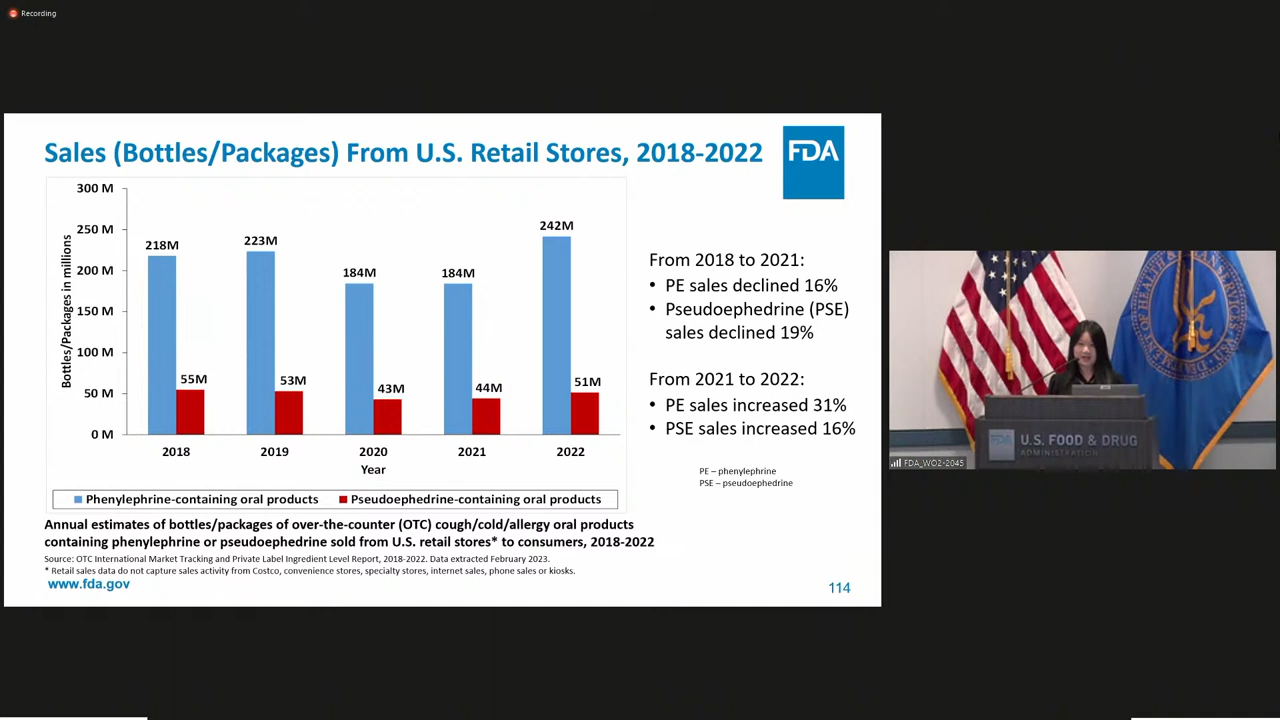 Recording
Sales (Bottles/Packages) From U.S. Retail Stores, 2018-2022
FDA
300 M
250 M
200 M
150 M
100 M
50 M
0 M
Bottles/Packages in millions
218M
55M
223M
53M
184M
43M
184M
44M
242M
51M
2018
2019
2020
2021
2022
Year
Phenylephrine-containing oral products
Pseudoephedrine-containing oral products
From 2018 to 2021:
• PE sales declined 16%
• Pseudoephedrine (PSE)
sales declined 19%
From 2021 to 2022:
• PE sales increased 31%
• PSE sales increased 16%
PE – phenylephrine
PSE – pseudoephedrine
Annual estimates of bottles/packages of over-the-counter (OTC) cough/cold/allergy oral products
containing phenylephrine or pseudoephedrine sold from U.S. retail stores* to consumers, 2018-2022
Source: OTC International Market Tracking and Private Label Ingredient Level Report, 2018-2022. Data extracted February 2023.
* Retail sales data do not capture sales activity from Costco, convenience stores, specialty stores, internet sales, phone sales or kiosks.
www.fda.gov
114
U.S. FOOD & DRUG
ADMINISTRATION
FDA_WO2-2045